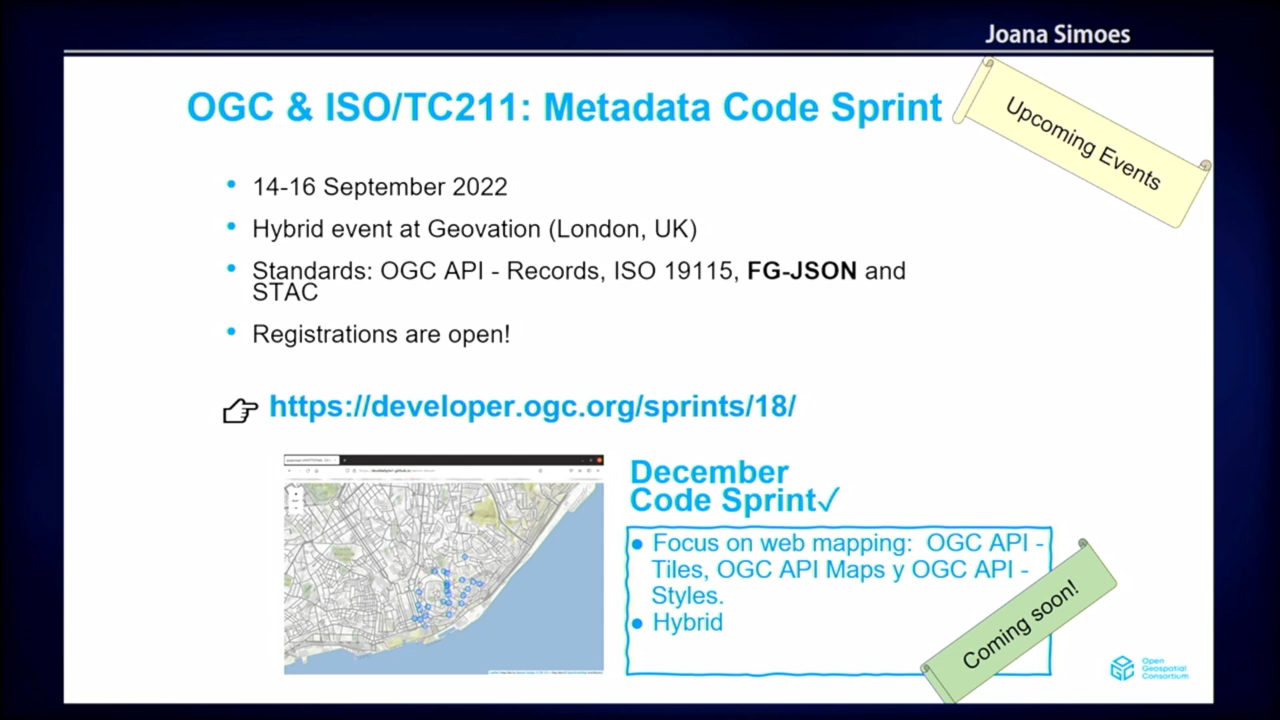 Joana Simoes
OGC & ISO/TC211: Metadata Code Sprint
Upcoming Events
• 14-16 September 2022
• Hybrid event at Geovation (London, UK)
• Standards: OGC API - Records, ISO 19115, FG-JSON and
STAC
• Registrations are open!
https://developer.ogc.org/sprints/18/
December
Code Sprint✓
● Focus on web mapping: OGC API -
Tiles, OGC API Maps y OGC API -
Styles.
● Hybrid
Coming soon!
Open
Geospatial
Consortium